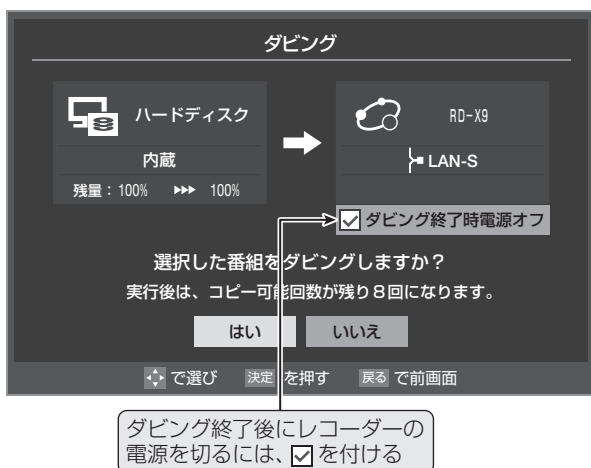 ダビング
ハードディスク
RD-X9
内蔵
LAN-S
残量：100% ▶▶▶ 100%
☑ ダビング終了時電源オフ
選択した番組をダビングしますか？
実行後は、コピー可能回数が残り８回になります。
はい いいえ
で選び 決定 を押す 戻る で前画面
ダビング終了後にレコーダーの
電源を切るには、☑を付ける